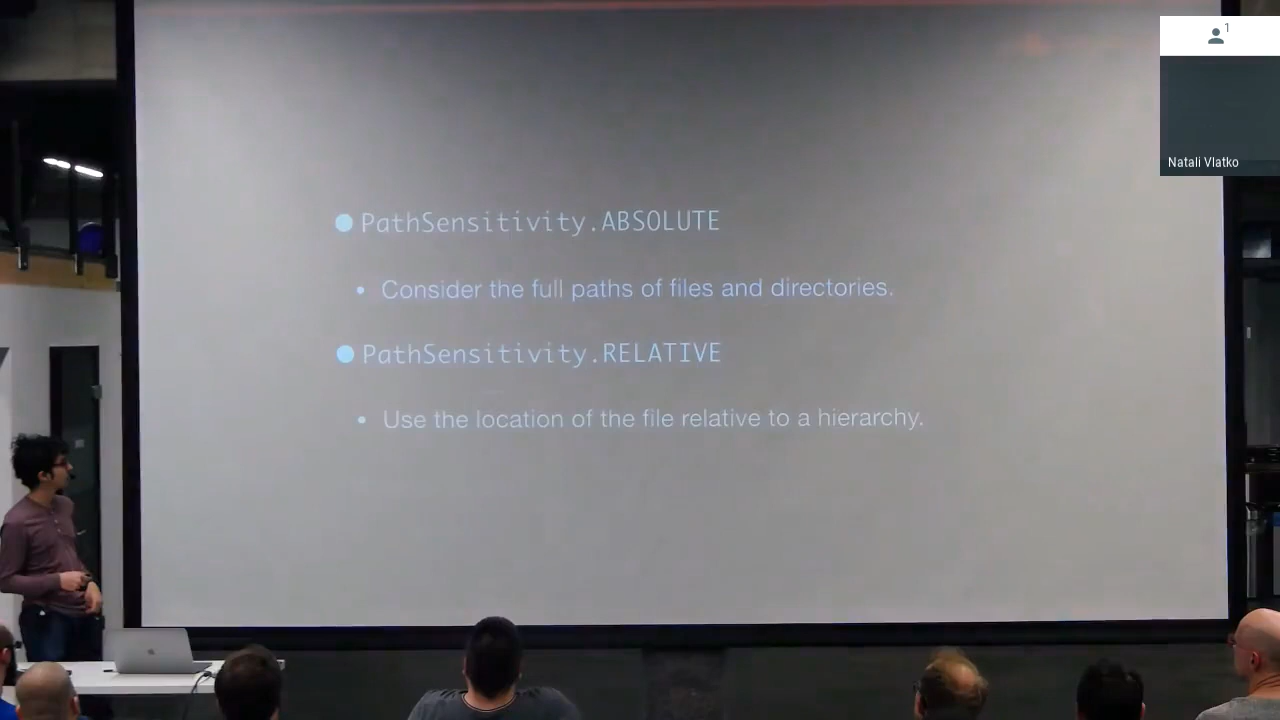 1
Natali Vlatko
PathSensitivity.ABSOLUTE
Consider the full paths of files and directories.
PathSensitivity.RELATIVE
Use the location of the file relative to a hierarchy.